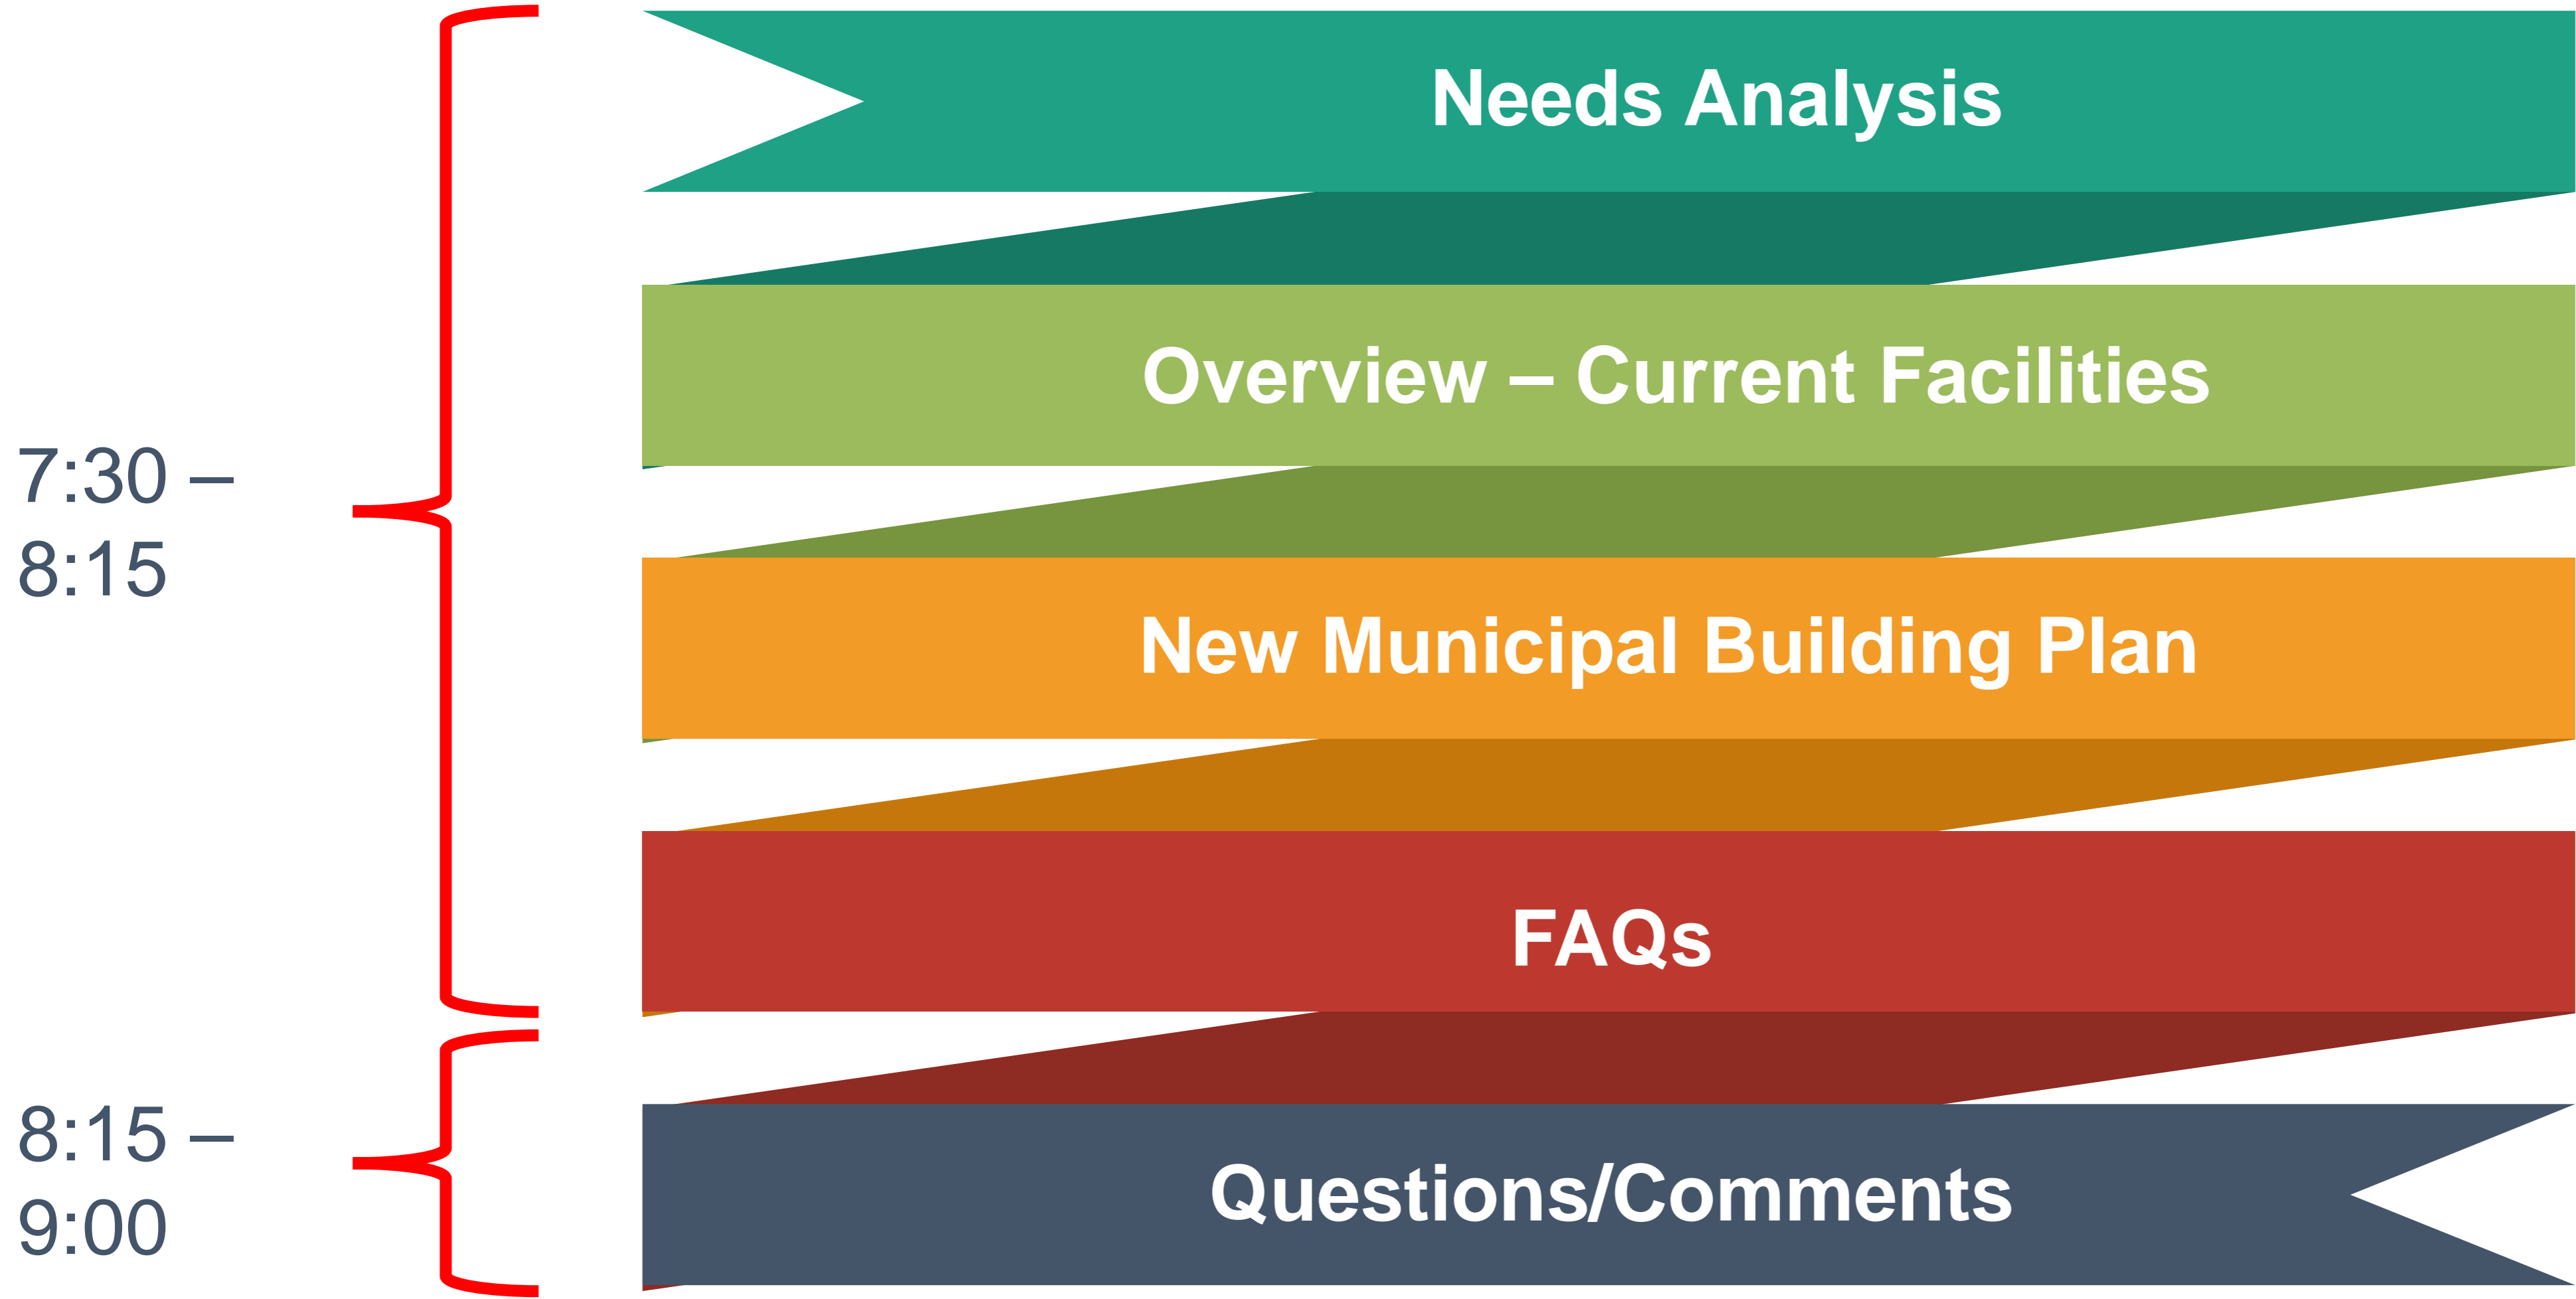 Needs Analysis
Overview – Current Facilities
7:30 –
8:15
New Municipal Building Plan
FAQs
8:15 –
9:00
Questions/Comments